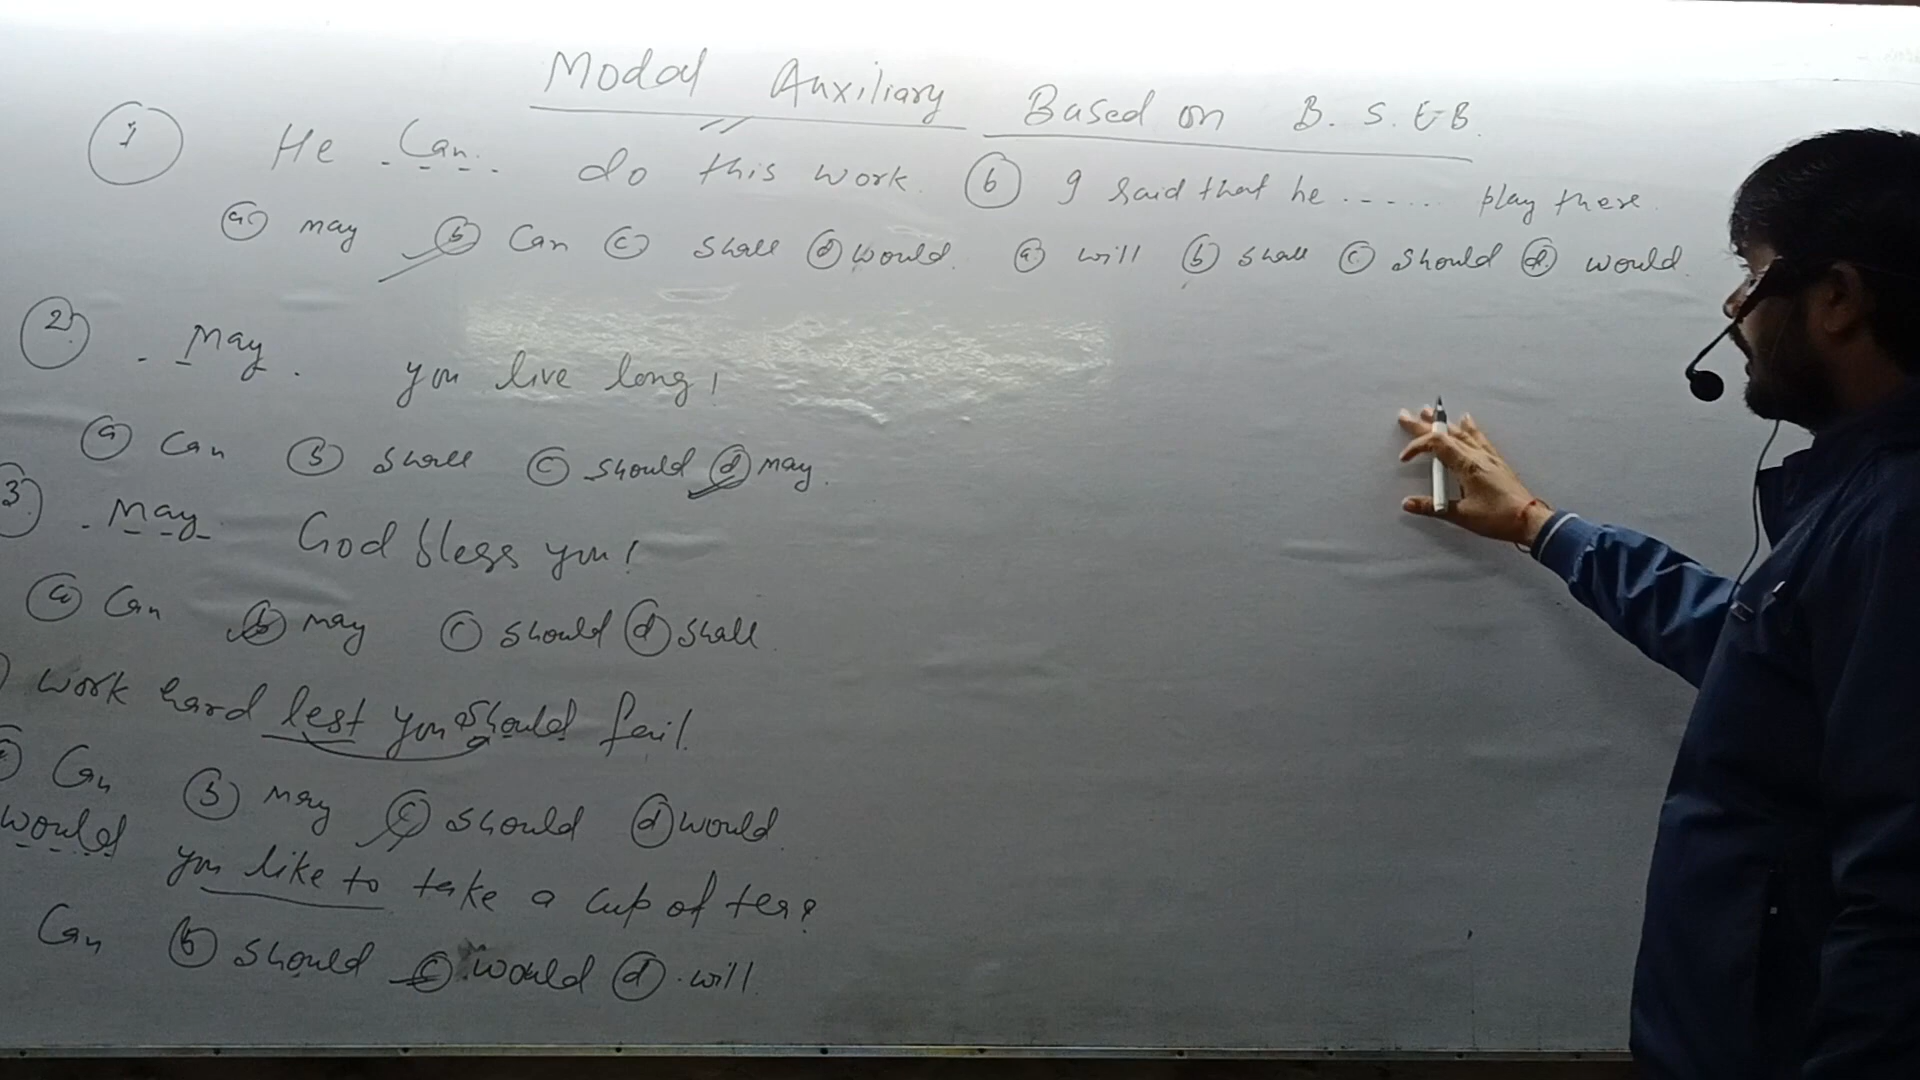 Modal Auxiliary Based on B. S. E B.
1 He .Can. do this work.
(a) may (b) Can (c) shall (d) would.
(6) I said that he ...... play there.
(a) will (b) shall (c) should (d) would.
2. . May . you live long!
(a) Can (b) shall (c) should (d) may.
3. . May. God bless you!
(a) Can (b) may (c) should (d) shall
work hard lest you should fail.
Can (b) may (c) should (d) would
would you like to take a cup of tea?
Can (b) should (c) would (d) will.